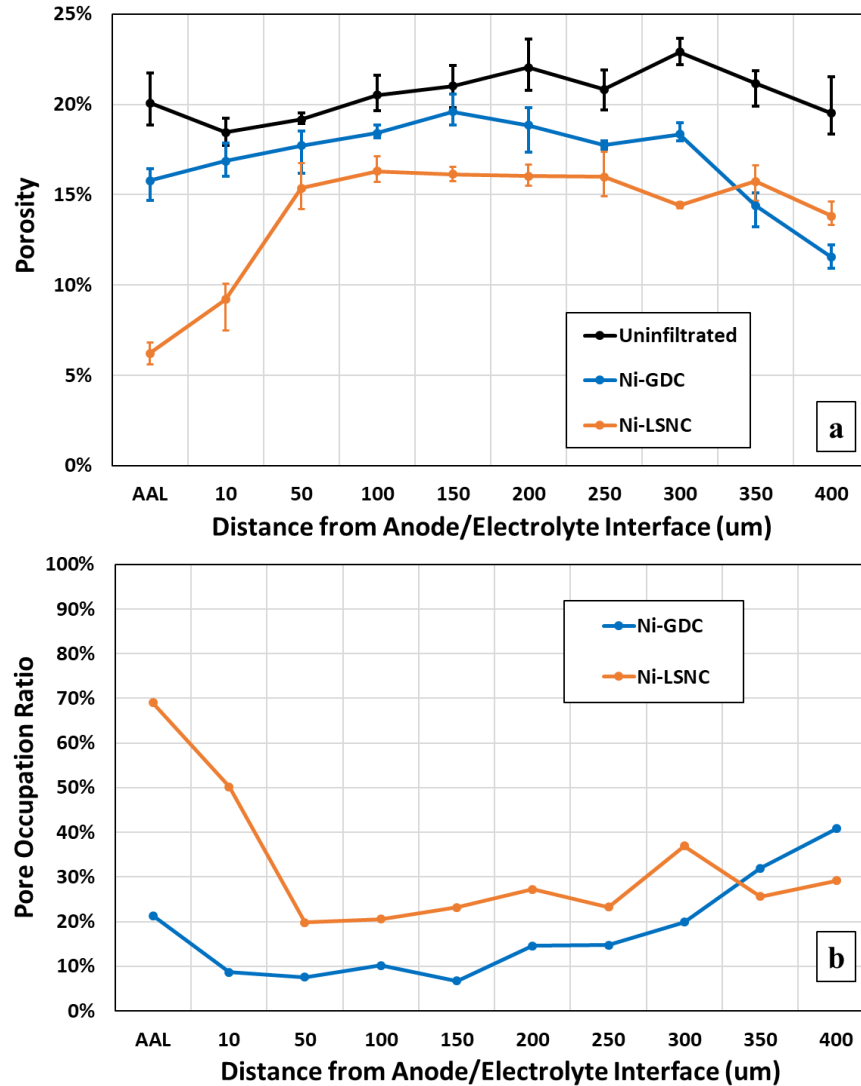 25%
20%
15%
10%
5%
0%
Porosity
Uninfiltrated
Ni-GDC
Ni-LSNC
a
AAL 10 50 100 150 200 250 300 350 400
Distance from Anode/Electrolyte Interface (um)
100%
90%
80%
70%
60%
50%
40%
30%
20%
10%
0%
Pore Occupation Ratio
Ni-GDC
Ni-LSNC
b
AAL 10 50 100 150 200 250 300 350 400
Distance from Anode/Electrolyte Interface (um)